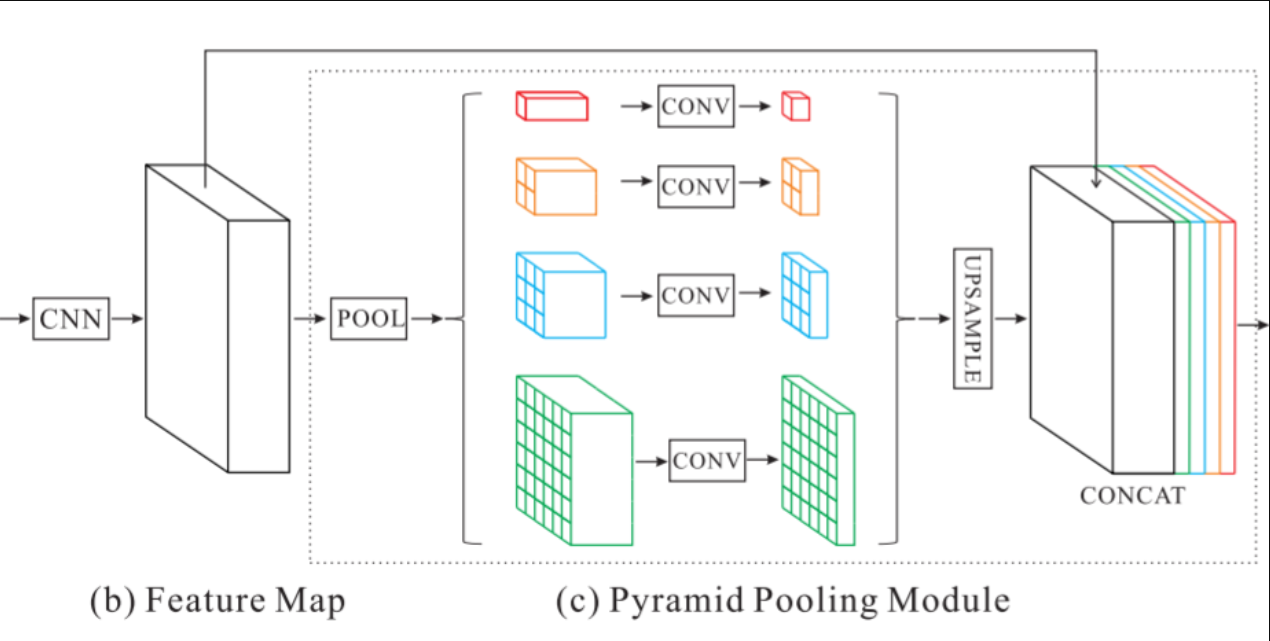 CNN
POOL
CONV
CONV
CONV
CONV
UPSAMPLE
CONCAT
(b) Feature Map
(c) Pyramid Pooling Module